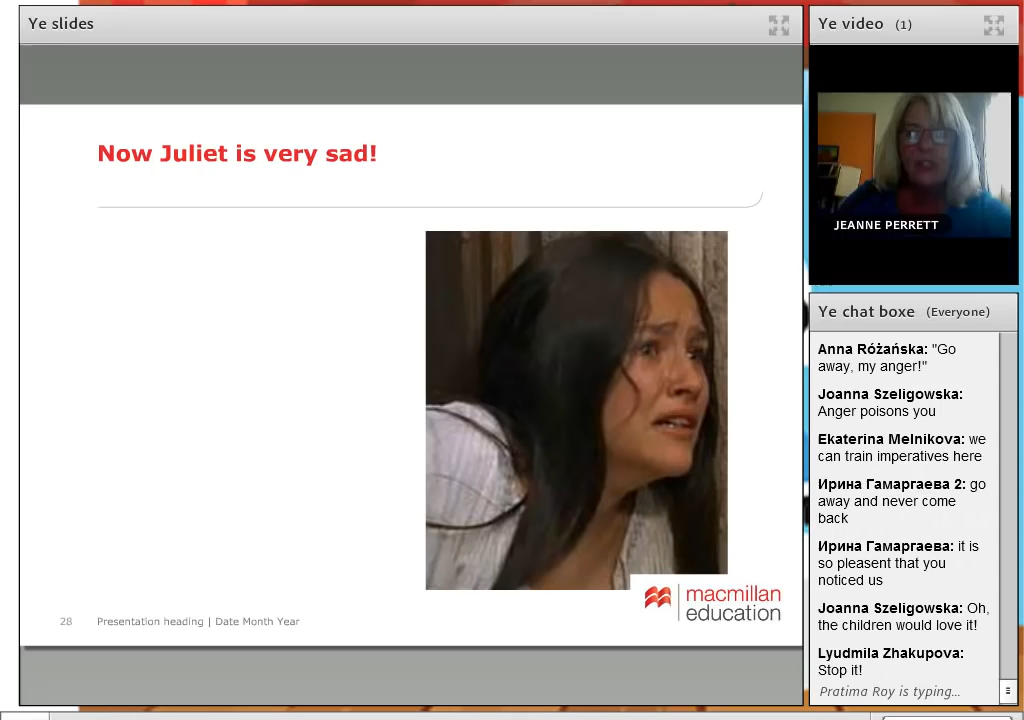 Ye slides
Now Juliet is very sad!
macmillan
education
28 Presentation heading | Date Month Year
Ye video (1)
JEANNE PERRETT
Ye chat boxe (Everyone)
Anna Różańska: "Go
away, my anger!"
Joanna Szeligowska:
Anger poisons you
Ekaterina Melnikova: we
can train imperatives here
Ирина Гамаргаева 2: go
away and never come
back
Ирина Гамаргаева: it is
so pleasent that you
noticed us
Joanna Szeligowska: Oh,
the children would love it!
Lyudmila Zhakupova:
Stop it!
Pratima Roy is typing...